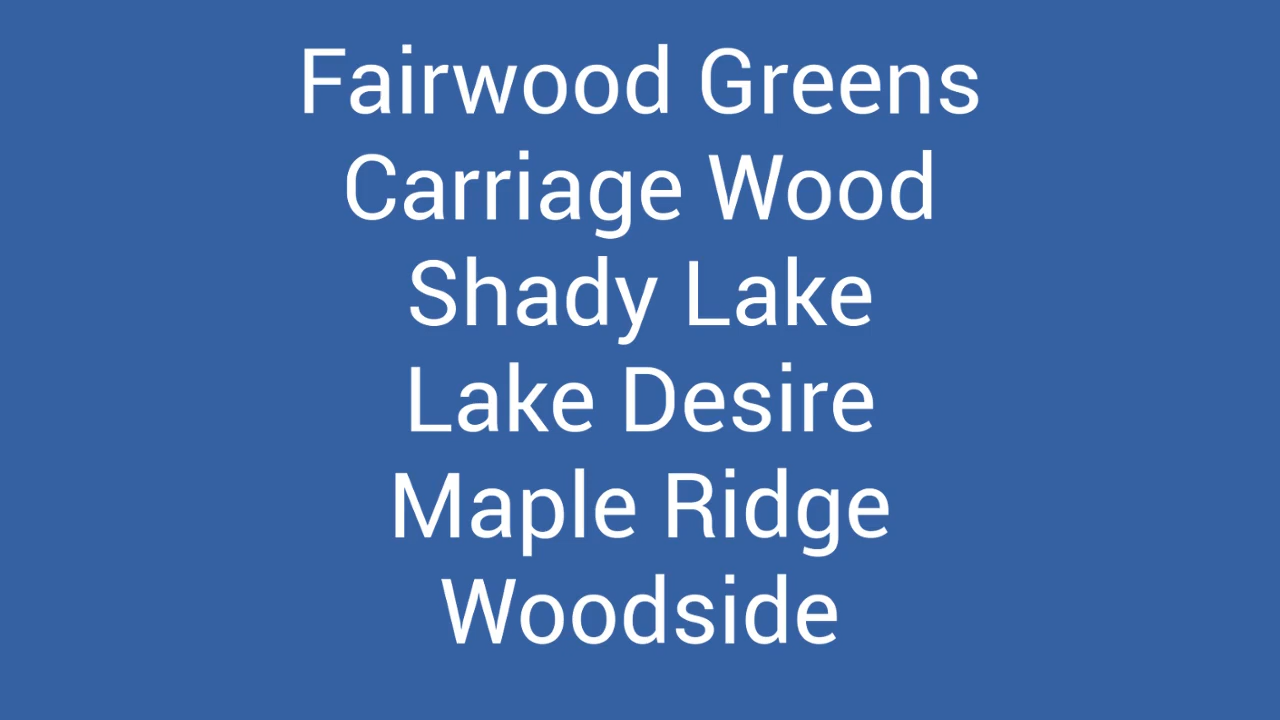 Fairwood Greens
Carriage Wood
Shady Lake
Lake Desire
Maple Ridge
Woodside